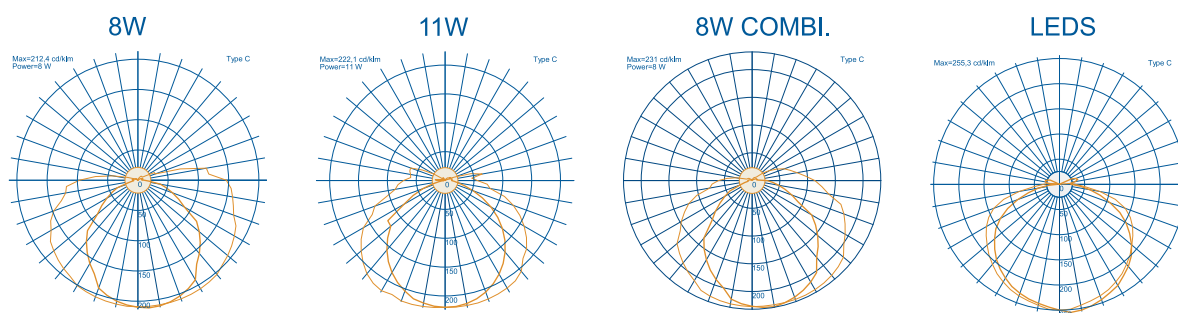 8W
Max=212,4 cd/klm
Power=8 W
Type C
0
50
100
150
200
11W
Max=222,1 cd/klm
Power=11 W
Type C
0
50
100
150
200
8W COMBI.
Max=231 cd/klm
Power=8 W
Type C
0
50
100
150
200
LEDS
Max=255,3 cd/klm
Type C
0
50
100
150
200